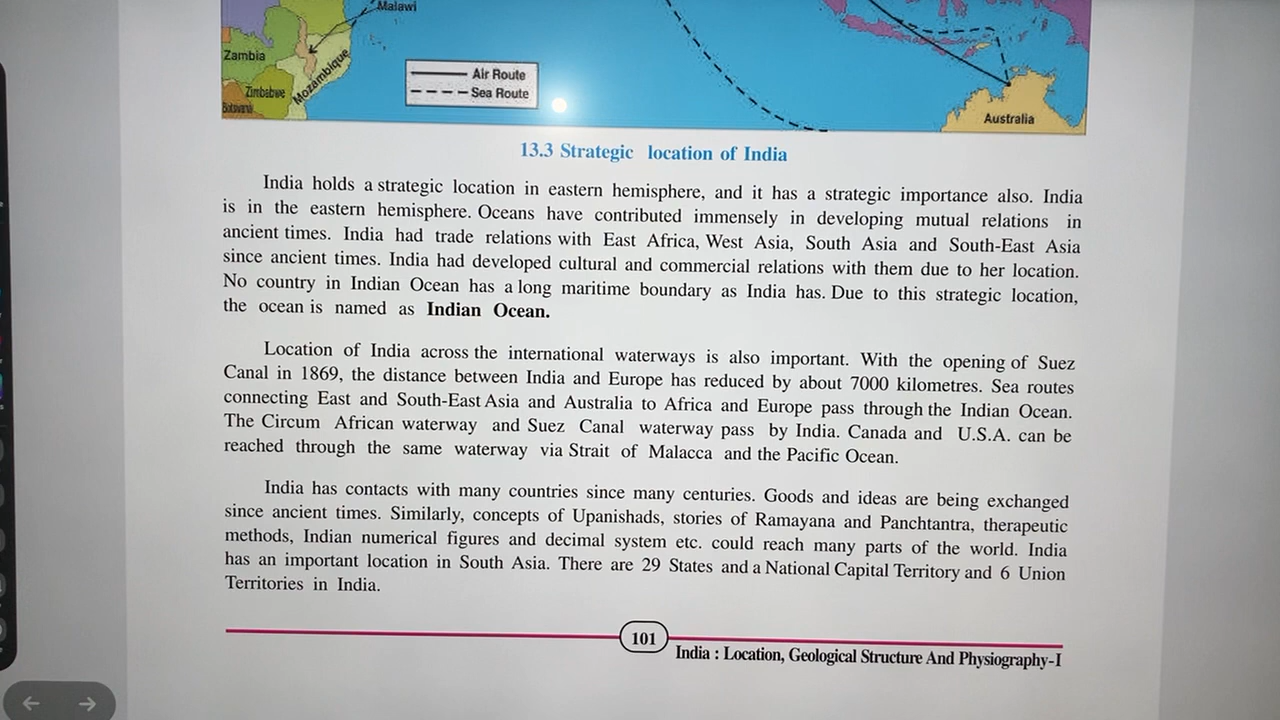 Malawi
Zambia
Mozambique
Zimbabwe
Botswana
Air Route
Sea Route
Australia
13.3 Strategic location of India
India holds a strategic location in eastern hemisphere, and it has a strategic importance also. India
is in the eastern hemisphere. Oceans have contributed immensely in developing mutual relations in
ancient times. India had trade relations with East Africa, West Asia, South Asia and South-East Asia
since ancient times. India had developed cultural and commercial relations with them due to her location.
No country in Indian Ocean has a long maritime boundary as India has. Due to this strategic location,
the ocean is named as Indian Ocean.
Location of India across the international waterways is also important. With the opening of Suez
Canal in 1869, the distance between India and Europe has reduced by about 7000 kilometres. Sea routes
connecting East and South-East Asia and Australia to Africa and Europe pass through the Indian Ocean.
The Circum African waterway and Suez Canal waterway pass by India. Canada and U.S.A. can be
reached through the same waterway via Strait of Malacca and the Pacific Ocean.
India has contacts with many countries since many centuries. Goods and ideas are being exchanged
since ancient times. Similarly, concepts of Upanishads, stories of Ramayana and Panchtantra, therapeutic
methods, Indian numerical figures and decimal system etc. could reach many parts of the world. India
has an important location in South Asia. There are 29 States and a National Capital Territory and 6 Union
Territories in India.
101
India : Location, Geological Structure And Physiography-I